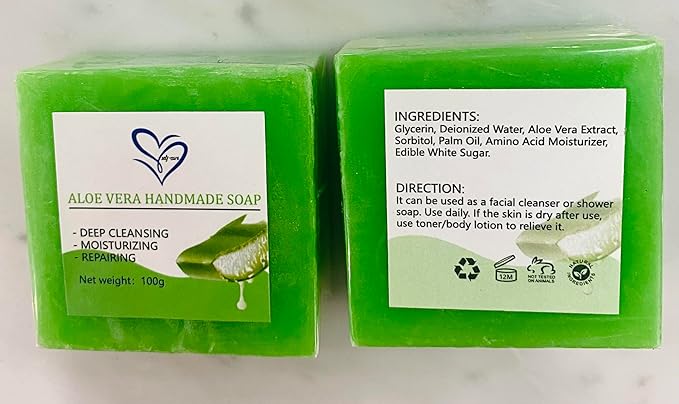 self-care
ALOE VERA HANDMADE SOAP
- DEEP CLEANSING
- MOISTURIZING
- REPAIRING
Net weight: 100g
INGREDIENTS:
Glycerin, Deionized Water, Aloe Vera Extract,
Sorbitol, Palm Oil, Amino Acid Moisturizer,
Edible White Sugar.
DIRECTION:
It can be used as a facial cleanser or shower
soap. Use daily. If the skin is dry after use,
use toner/body lotion to relieve it.
12M
NOT TESTED
ON ANIMALS
NATURAL
INGREDIENTS